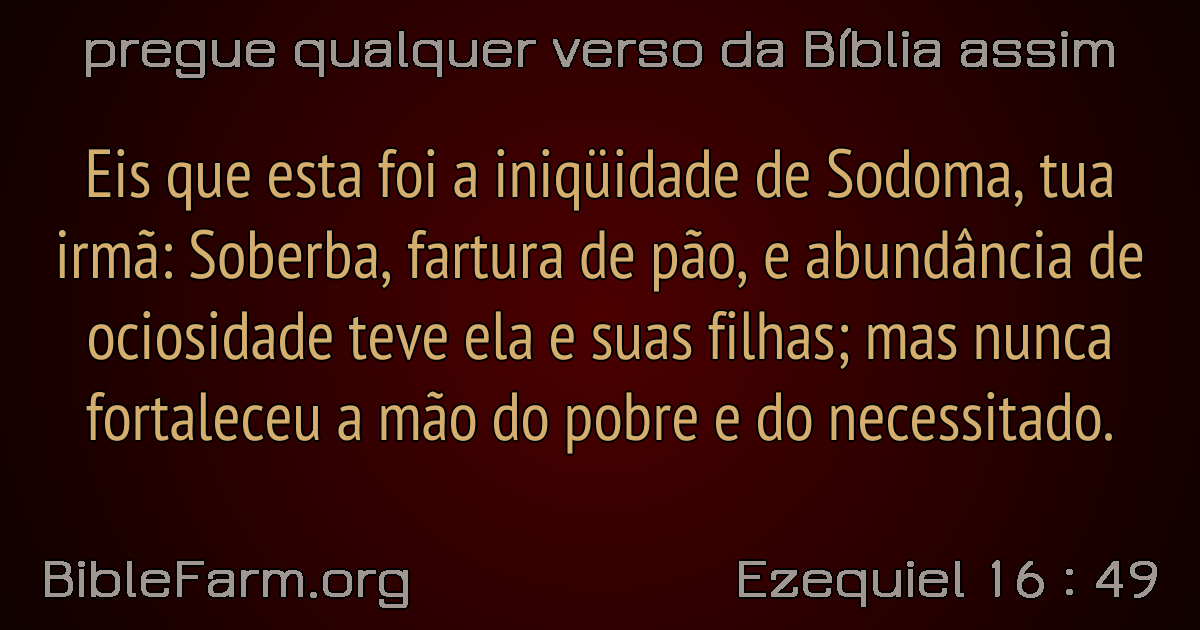 pregue qualquer verso da Bíblia assim
Eis que esta foi a iniqüidade de Sodoma, tua
irmã: Soberba, fartura de pão, e abundância de
ociosidade teve ela e suas filhas; mas nunca
fortaleceu a mão do pobre e do necessitado.
BibleFarm.org
Ezequiel 16 : 49